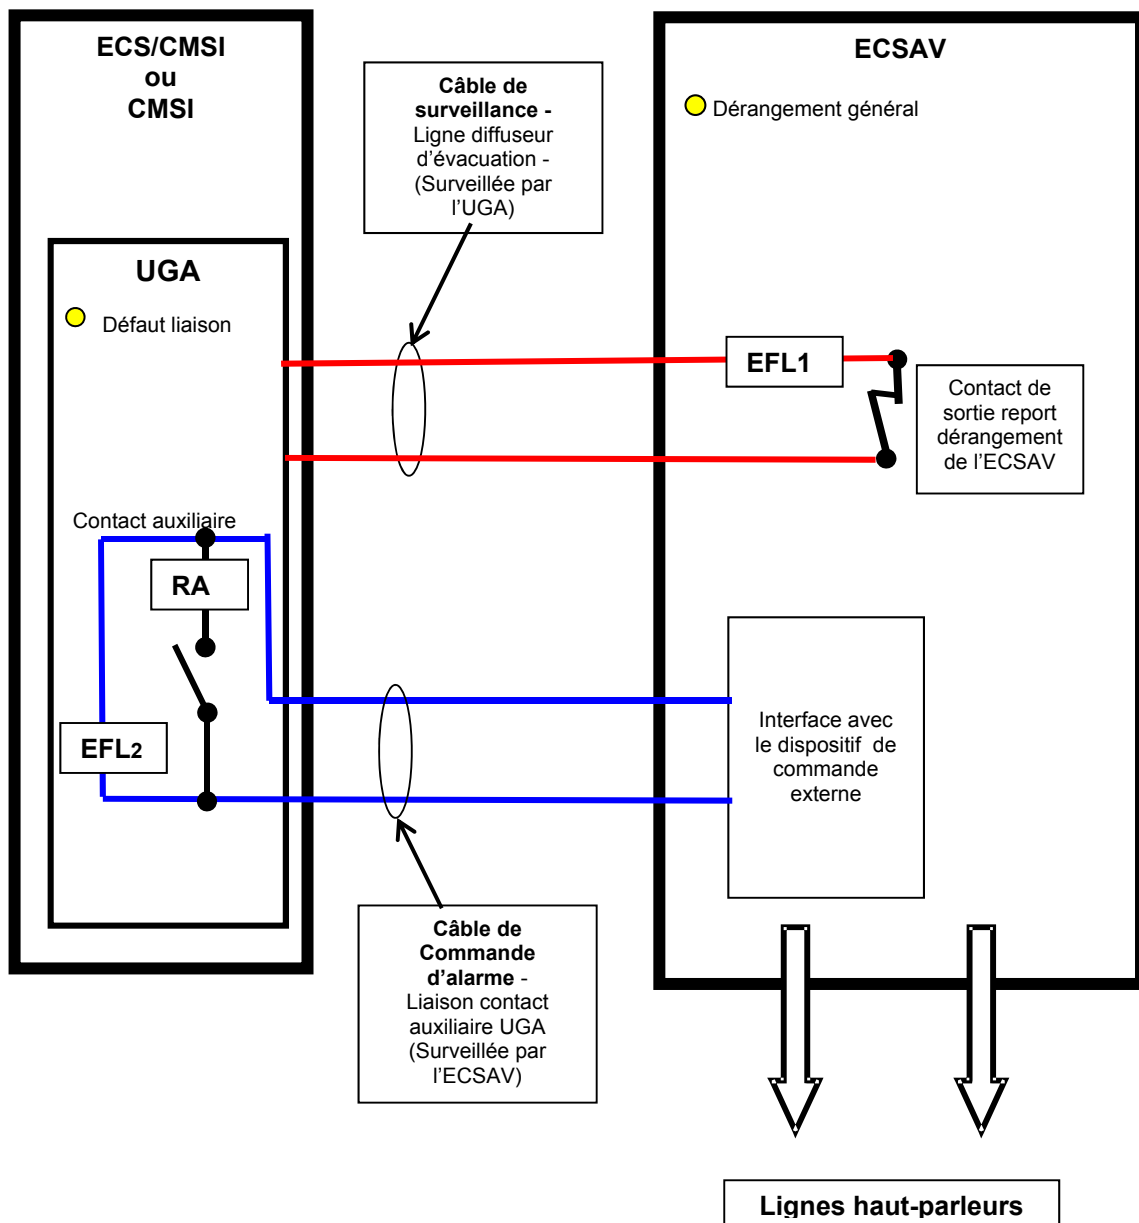 ECS/CMSI
ou
CMSI
ECSAV
Dérangement général
Câble de
surveillance -
Ligne diffuseur
d'évacuation -
(Surveillée par
l'UGA)
UGA
Défaut liaison
EFL1
Contact de
sortie report
dérangement
de l'ECSAV
Contact auxiliaire
RA
EFL2
Interface avec
le dispositif de
commande
externe
Câble de
Commande
d'alarme -
Liaison contact
auxiliaire UGA
(Surveillée par
l'ECSAV)
Lignes haut-parleurs